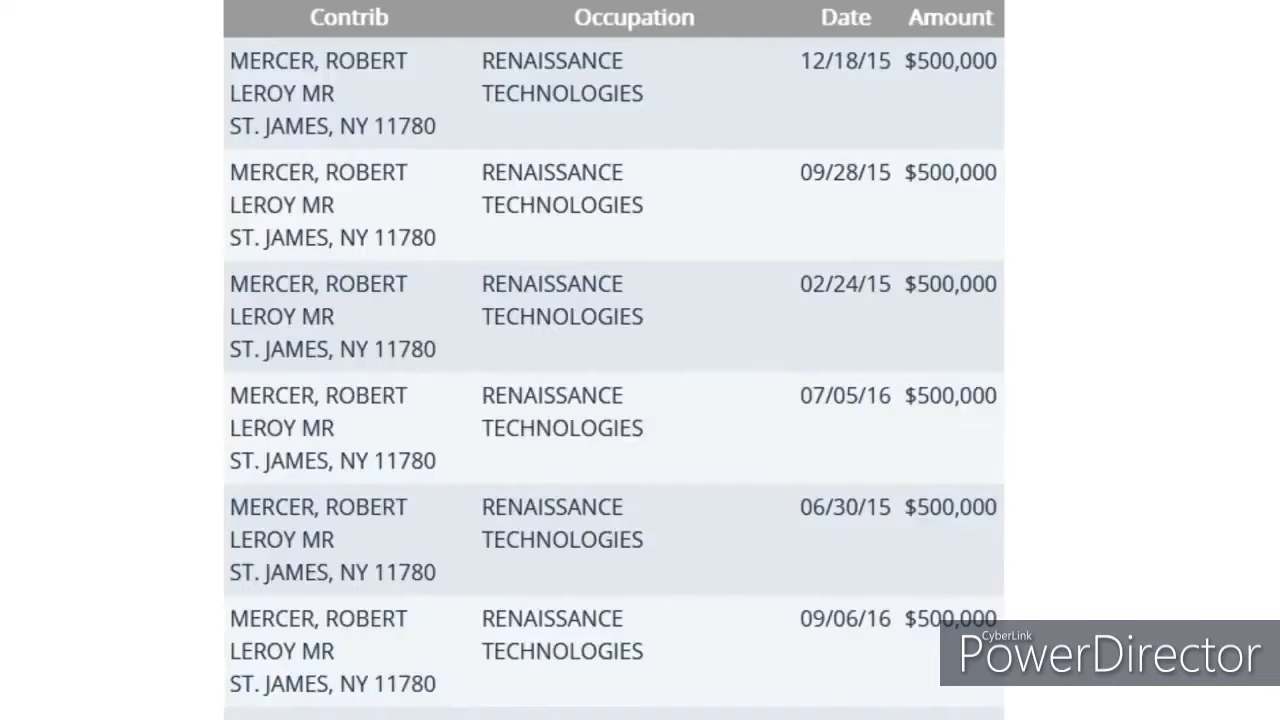 Contrib Occupation Date Amount
MERCER, ROBERT RENAISSANCE 12/18/15 $500,000
LEROY MR TECHNOLOGIES
ST. JAMES, NY 11780
MERCER, ROBERT RENAISSANCE 09/28/15 $500,000
LEROY MR TECHNOLOGIES
ST. JAMES, NY 11780
MERCER, ROBERT RENAISSANCE 02/24/15 $500,000
LEROY MR TECHNOLOGIES
ST. JAMES, NY 11780
MERCER, ROBERT RENAISSANCE 07/05/16 $500,000
LEROY MR TECHNOLOGIES
ST. JAMES, NY 11780
MERCER, ROBERT RENAISSANCE 06/30/15 $500,000
LEROY MR TECHNOLOGIES
ST. JAMES, NY 11780
MERCER, ROBERT RENAISSANCE 09/06/16 $500,000
LEROY MR TECHNOLOGIES
ST. JAMES, NY 11780
CyberLink
PowerDirector